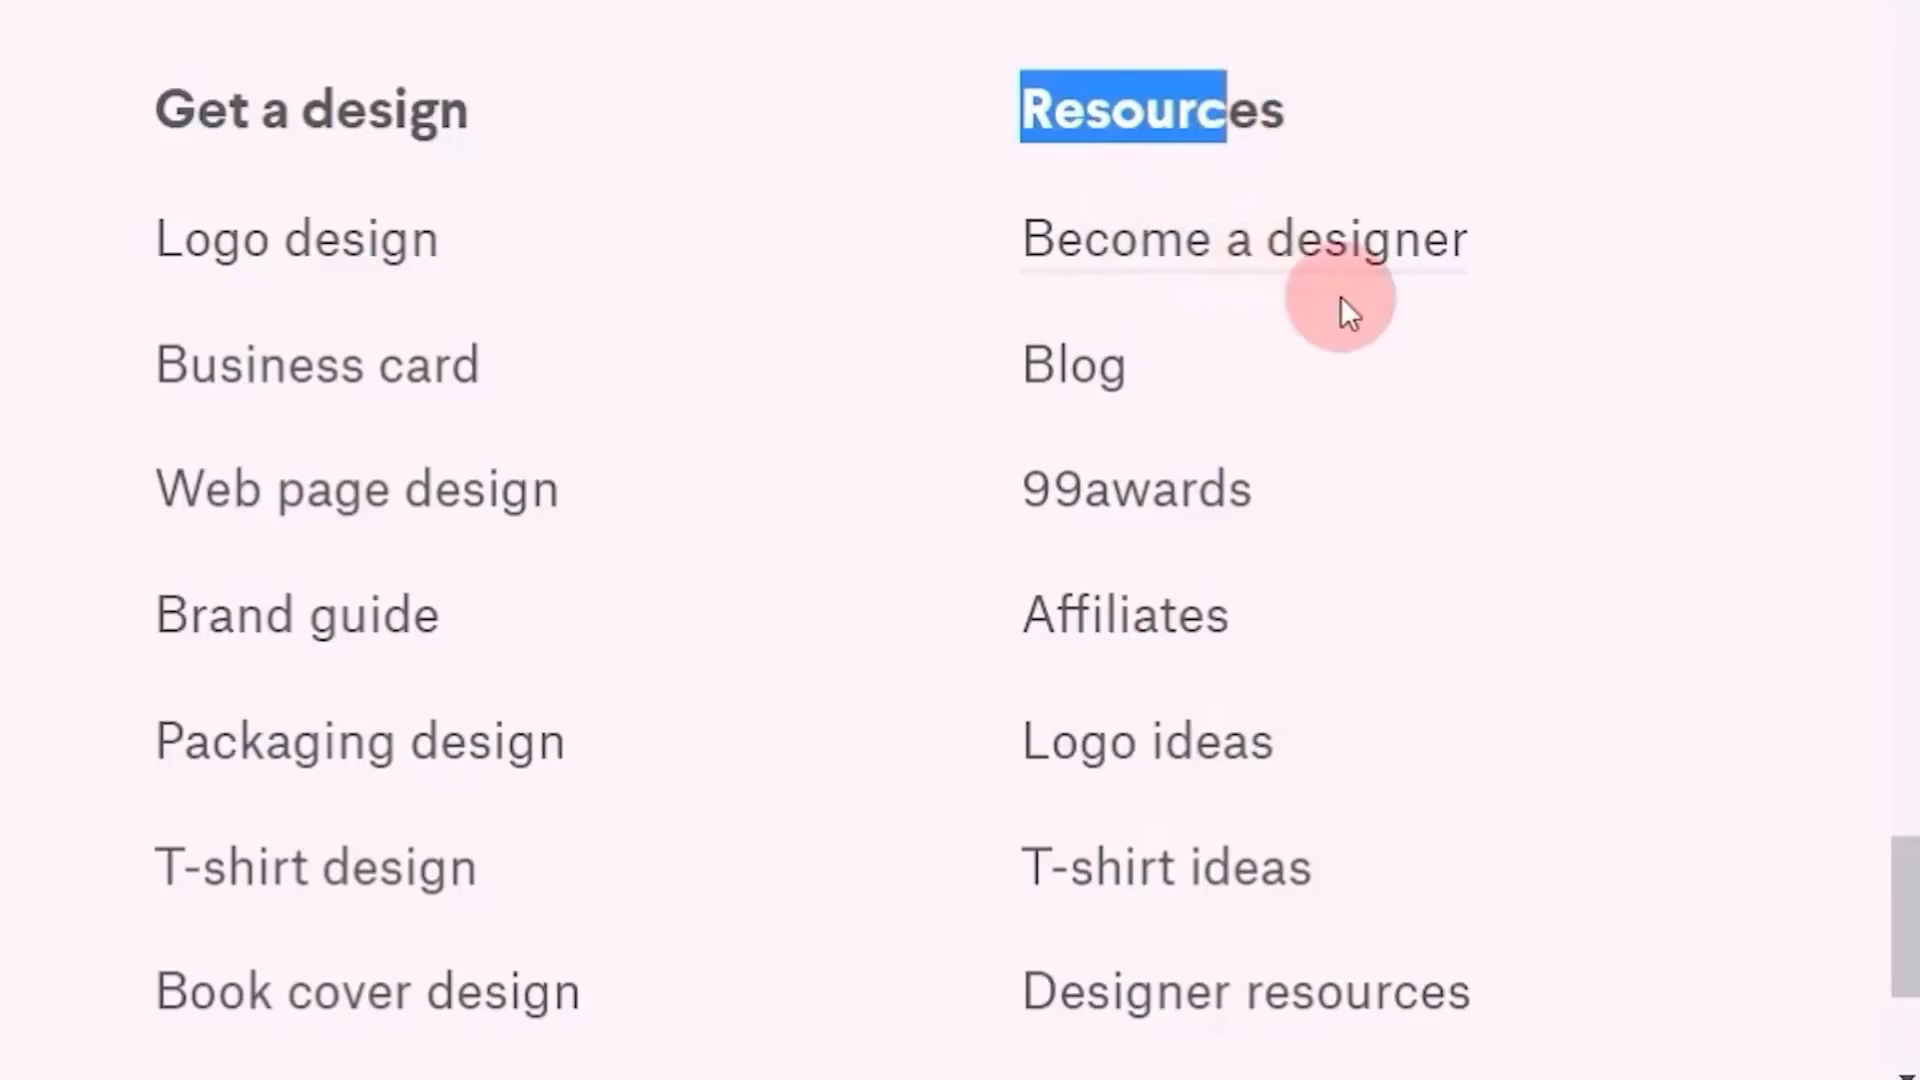 Get a design
Logo design
Business card
Web page design
Brand guide
Packaging design
T-shirt design
Book cover design
Resources
Become a designer
Blog
99awards
Affiliates
Logo ideas
T-shirt ideas
Designer resources